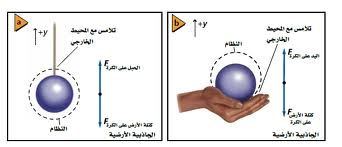 a
+y
تلامس مع المحيط
الخارجي
F الحبل على الكرة
النظام
F كتلة الأرض على الكرة
الجاذبية الأرضية
b
+y
تلامس مع المحيط
الخارجي
النظام
F اليد على الكرة
F كتلة الأرض على الكرة
الجاذبية الأرضية